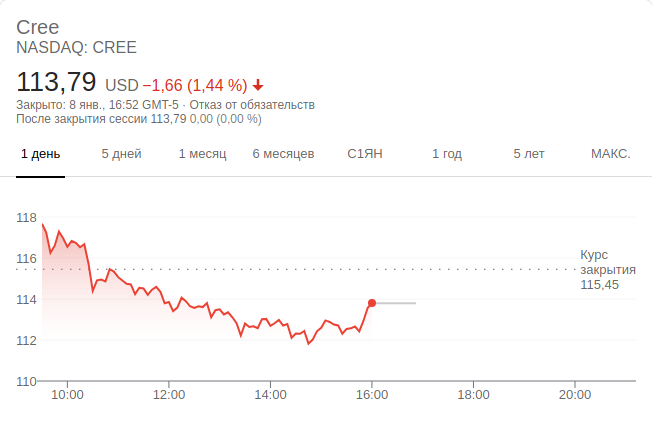 Cree
NASDAQ: CREE
113,79 USD −1,66 (1,44 %)
Закрыто: 8 янв., 16:52 GMT-5 · Отказ от обязательств
После закрытия сессии 113,79 0,00 (0,00 %)
1 день 5 дней 1 месяц 6 месяцев С1ЯН 1 год 5 лет МАКС.
118
116
114
112
110
Курс
закрытия
115,45
10:00 12:00 14:00 16:00 18:00 20:00